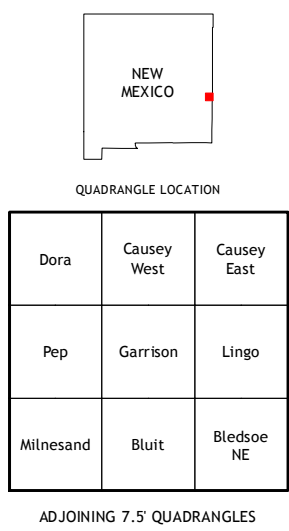 NEW
MEXICO
QUADRANGLE LOCATION
Dora
Causey
West
Causey
East
Pep
Garrison
Lingo
Milnesand
Bluit
Bledsoe
NE
ADJOINING 7.5' QUADRANGLES